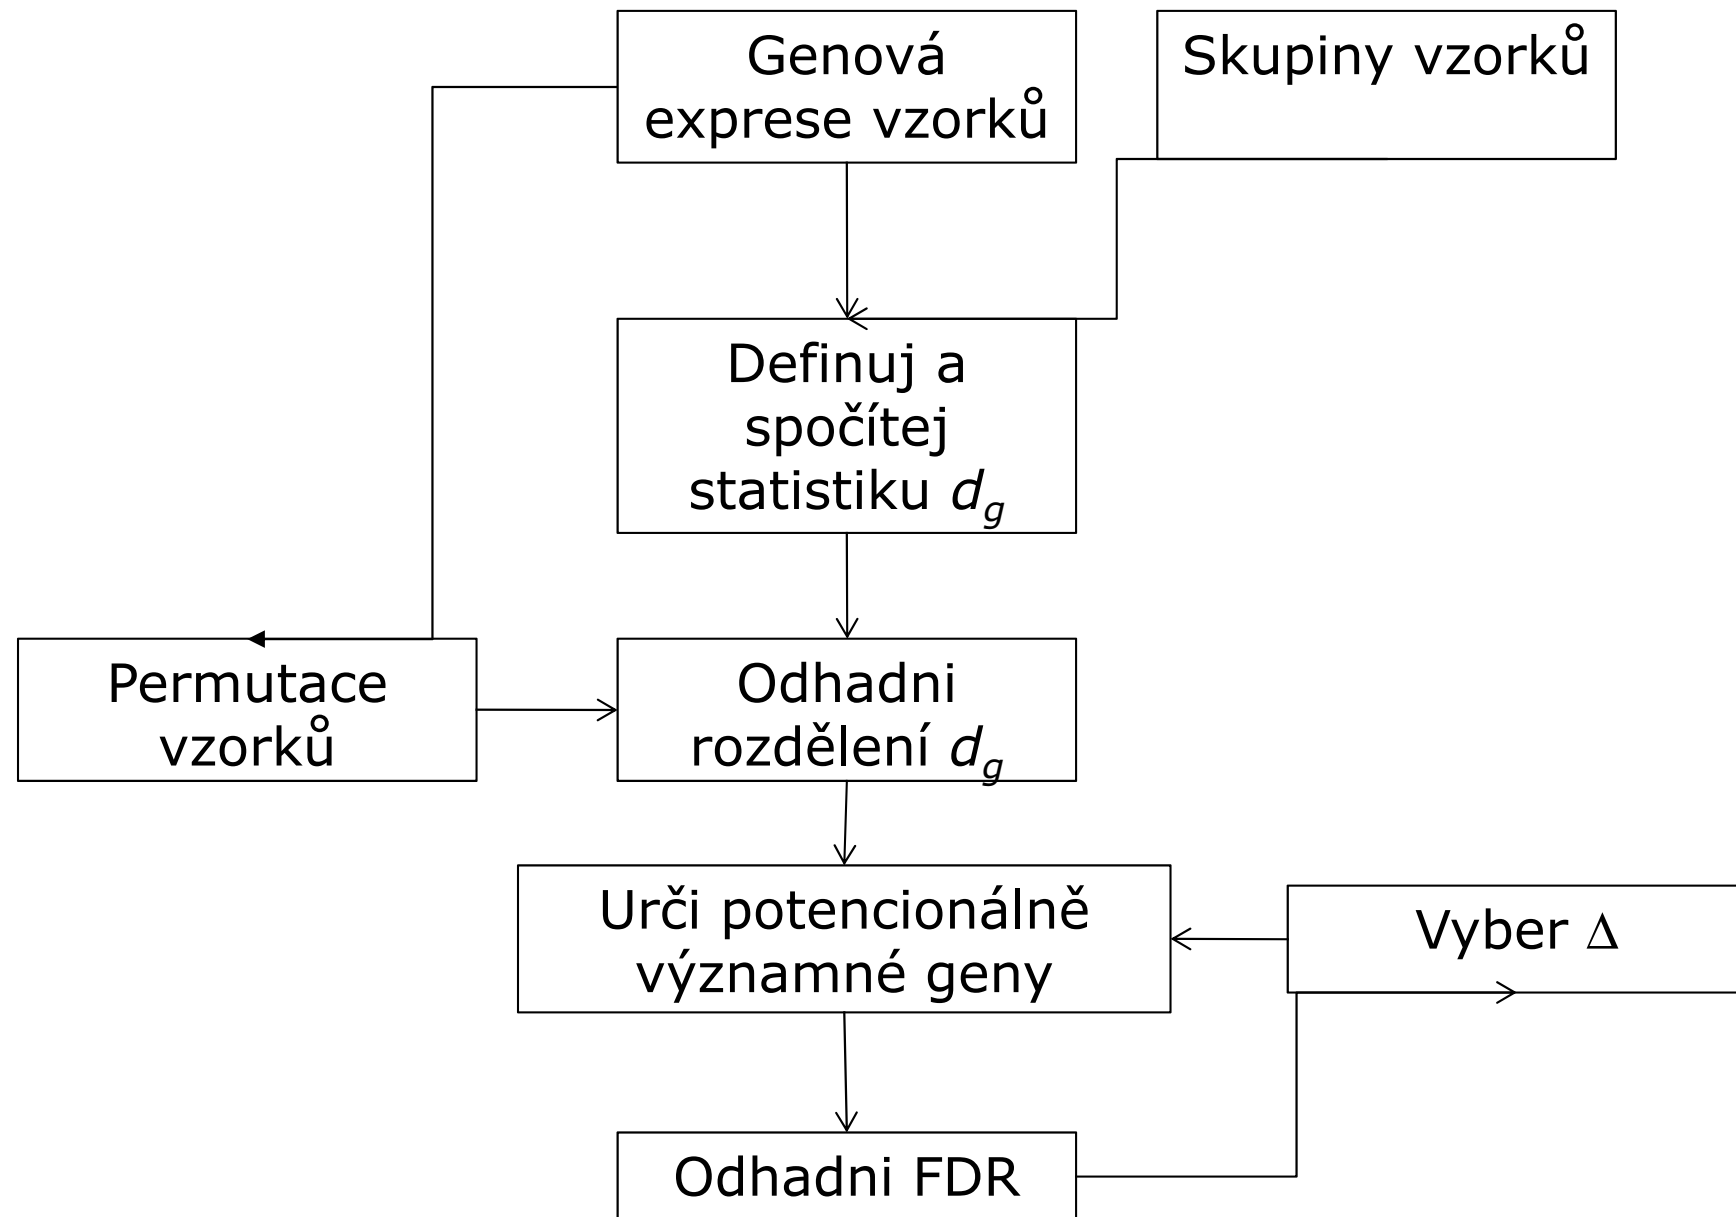 Genová
exprese vzorků
Skupiny vzorků
Definuj a
spočítej
statistiku d_g
Permutace
vzorků
Odhadni
rozdělení d_g
Urči potencionálně
významné geny
Vyber Δ
Odhadni FDR